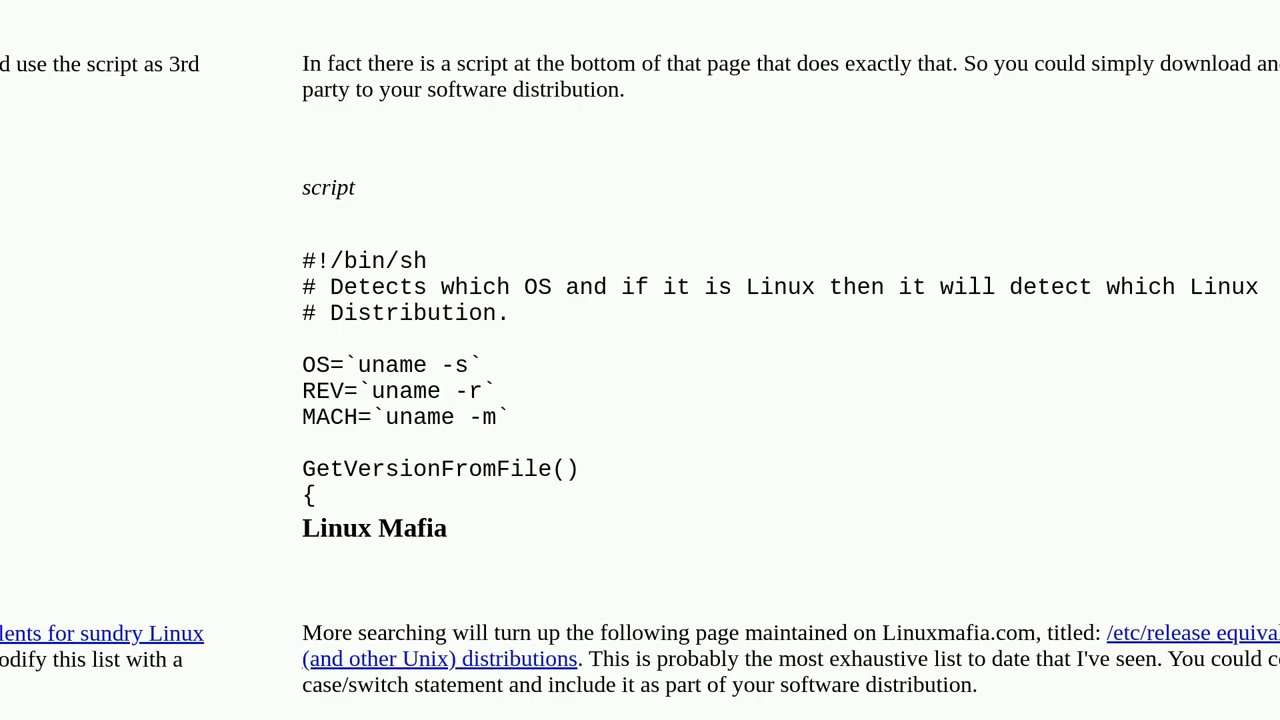 d use the script as 3rd
In fact there is a script at the bottom of that page that does exactly that. So you could simply download an
party to your software distribution.
script
#!/bin/sh
# Detects which OS and if it is Linux then it will detect which Linux
# Distribution.
OS=`uname -s`
REV=`uname -r`
MACH=`uname -m`
GetVersionFromFile()
{
Linux Mafia
lents for sundry Linux
odify this list with a
More searching will turn up the following page maintained on Linuxmafia.com, titled: /etc/release equiva
(and other Unix) distributions. This is probably the most exhaustive list to date that I've seen. You could c
case/switch statement and include it as part of your software distribution.